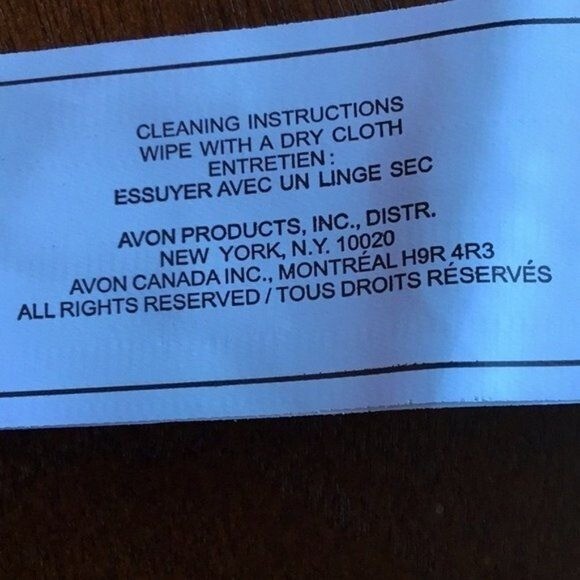 CLEANING INSTRUCTIONS
WIPE WITH A DRY CLOTH
ENTRETIEN :
ESSUYER AVEC UN LINGE SEC
AVON PRODUCTS, INC., DISTR.
NEW YORK, N.Y. 10020
AVON CANADA INC., MONTRÉAL H9R 4R3
ALL RIGHTS RESERVED / TOUS DROITS RÉSERVÉS